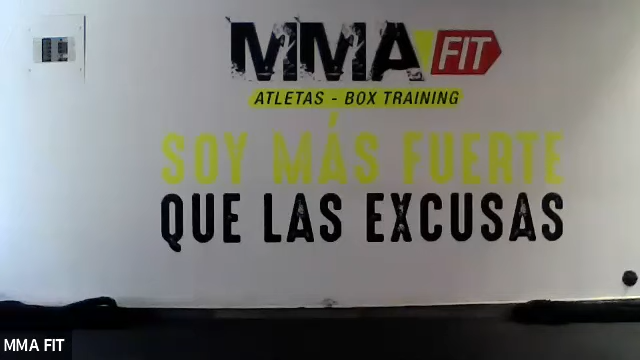 MMA FIT
ATLETAS - BOX TRAINING
SOY MÁS FUERTE
QUE LAS EXCUSAS
MMA FIT